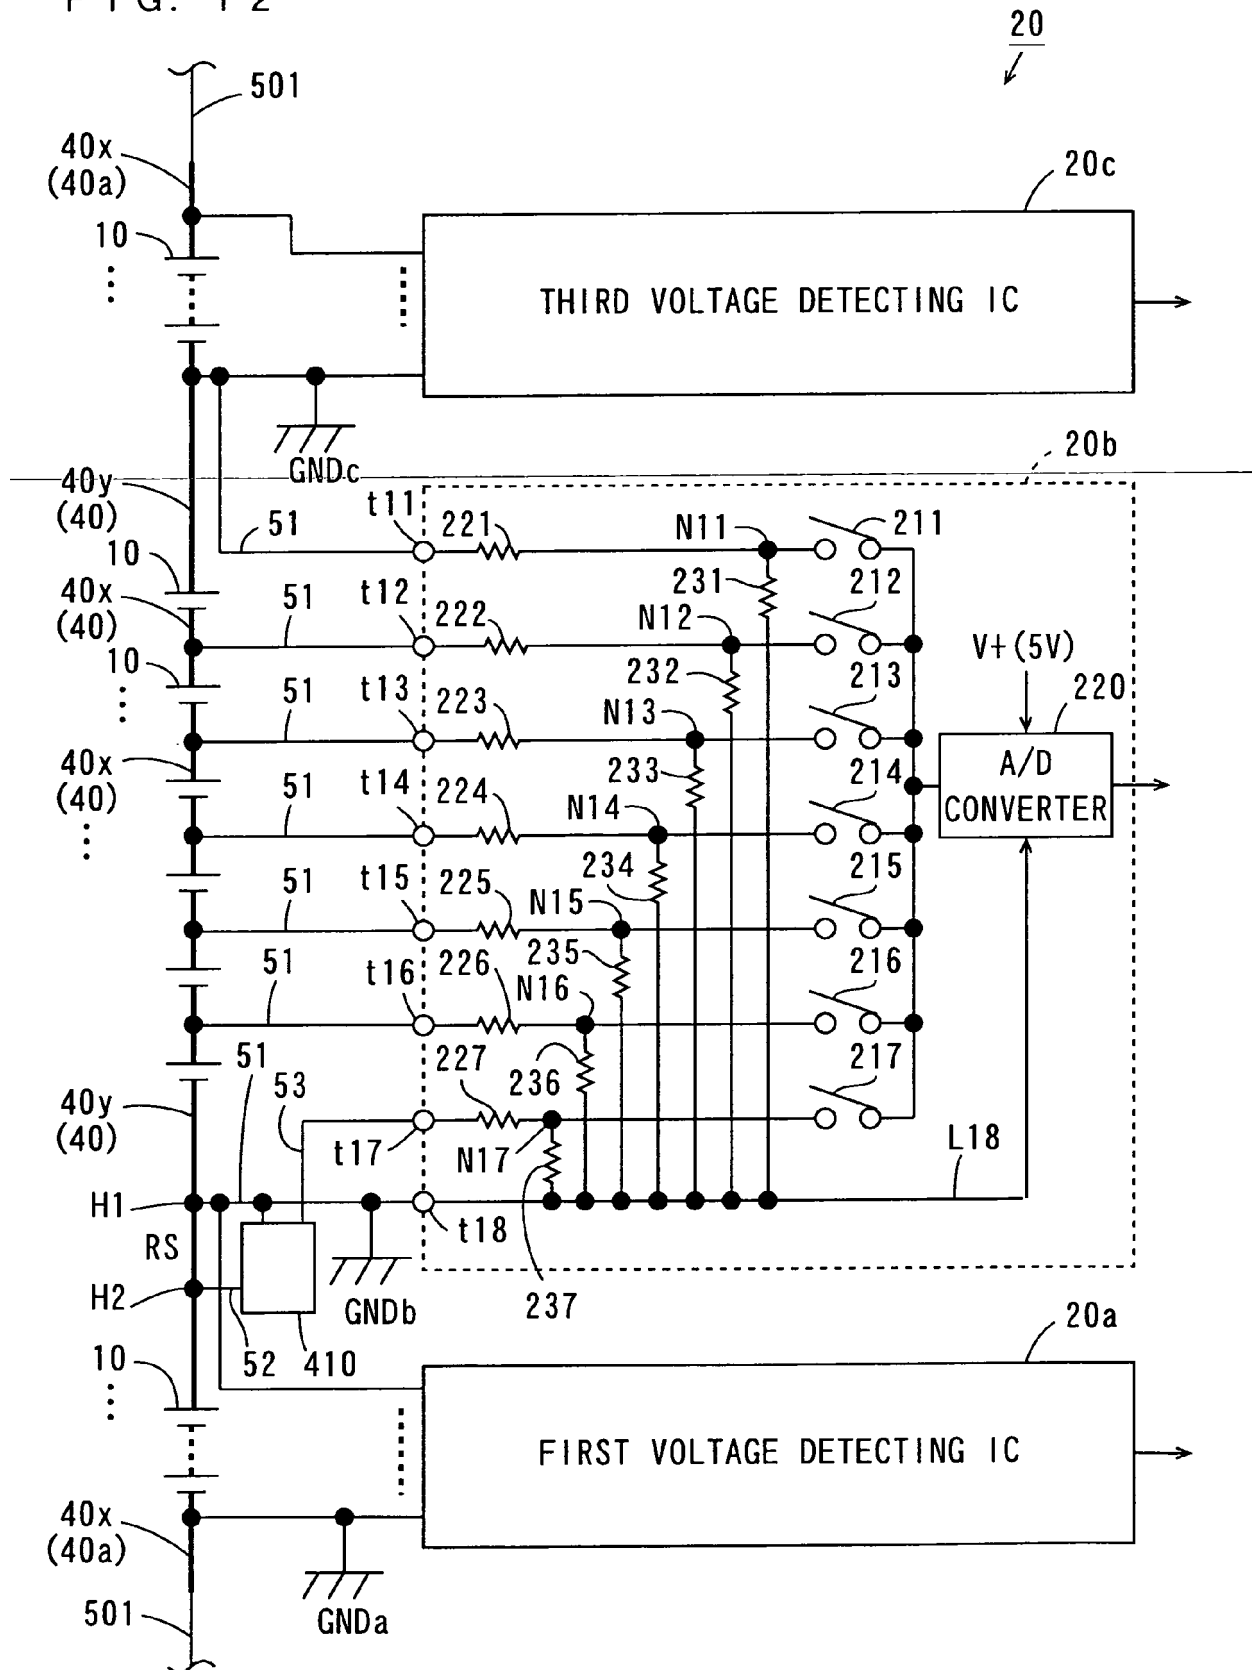 FIG. 12
20
501
40x
(40a)
20c
10
THIRD VOLTAGE DETECTING IC
GNDc
20b
40y
(40)
51
t11
221
N11
211
10
231
212
40x
(40)
51
t12
222
N12
V+(5V)
10
232
213
220
51
t13
223
N13
40x
(40)
A/D
CONVERTER
233
214
51
t14
224
N14
234
215
51
t15
225
N15
235
216
51
t16
226
N16
217
51
53
227
236
40y
(40)
t17
N17
L18
H1
t18
RS
H2
GNDb
237
20a
10
52
410
FIRST VOLTAGE DETECTING IC
40x
(40a)
501
GNDa